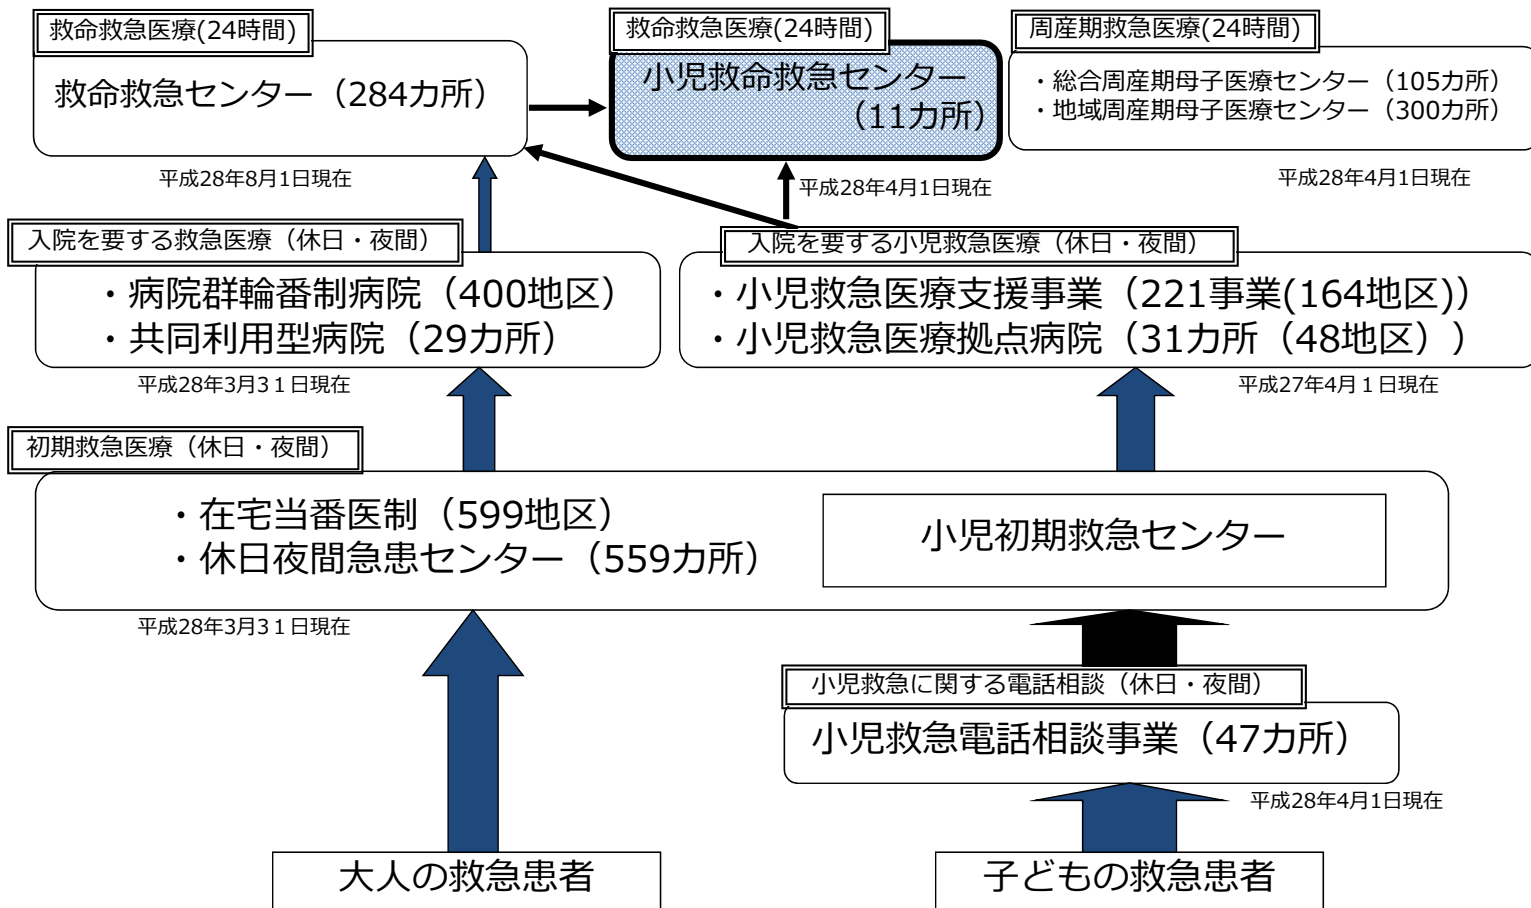 救命救急医療(24時間)
救命救急センター（284カ所）
平成28年8月1日現在
救命救急医療(24時間)
小児救命救急センター
（11カ所）
平成28年4月1日現在
周産期救急医療(24時間)
・総合周産期母子医療センター（105カ所）
・地域周産期母子医療センター（300カ所）
平成28年4月1日現在
入院を要する救急医療（休日・夜間）
・病院群輪番制病院（400地区）
・共同利用型病院（29カ所）
平成28年3月3１日現在
入院を要する小児救急医療（休日・夜間）
・小児救急医療支援事業（221事業(164地区)）
・小児救急医療拠点病院（31カ所（48地区））
平成27年4月１日現在
初期救急医療（休日・夜間）
・在宅当番医制（599地区）
・休日夜間急患センター（559カ所）
小児初期救急センター
平成28年3月3１日現在
小児救急に関する電話相談（休日・夜間）
小児救急電話相談事業（47カ所）
平成28年4月1日現在
大人の救急患者
子どもの救急患者